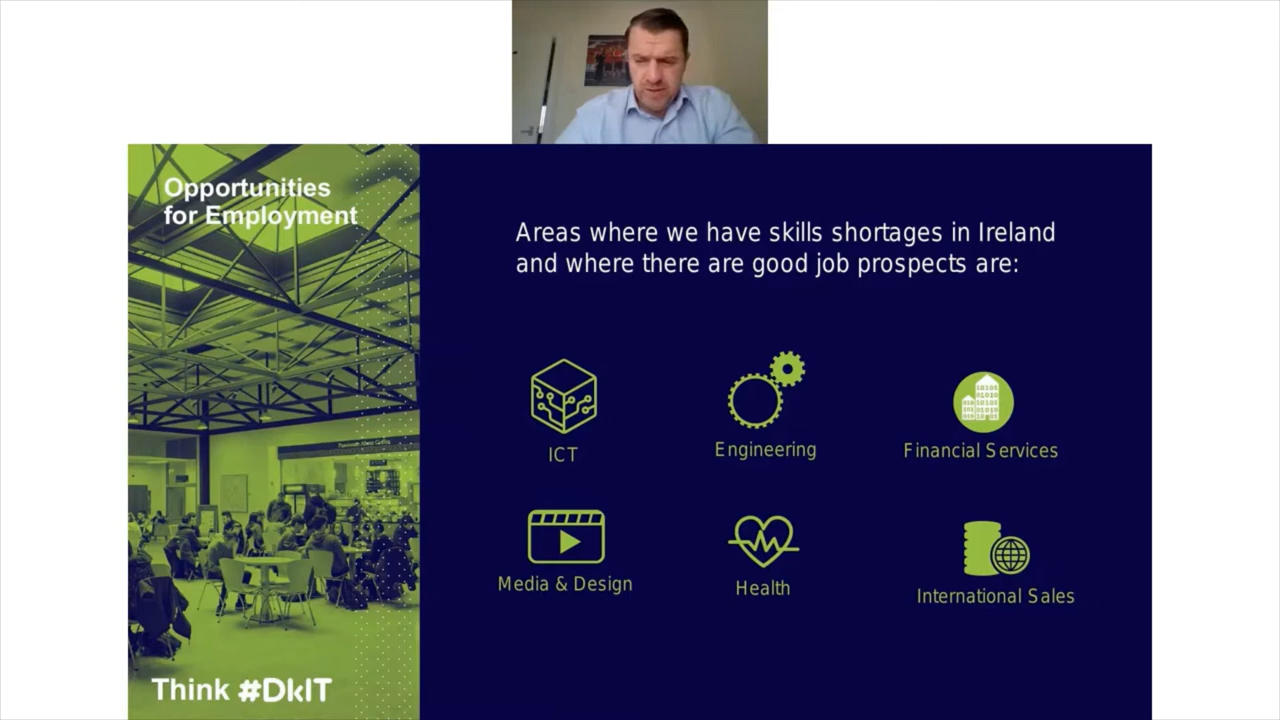 Opportunities
for Employment
Areas where we have skills shortages in Ireland
and where there are good job prospects are:
ICT
Engineering
Financial Services
Media & Design
Health
International Sales
Think #DkIT